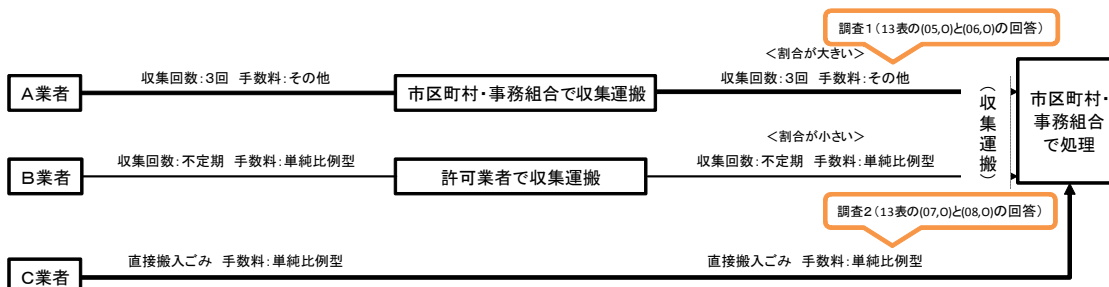 調査1(13表の(05,O)と(06,O)の回答)
＜割合が大きい＞
収集回数:3回 手数料:その他
収集回数:3回 手数料:その他
A業者
市区町村・事務組合で収集運搬
(収集運搬)
市区町村・
事務組合
で処理
＜割合が小さい＞
収集回数:不定期 手数料:単純比例型
収集回数:不定期 手数料:単純比例型
B業者
許可業者で収集運搬
調査2(13表の(07,O)と(08,O)の回答)
直接搬入ごみ 手数料:単純比例型
直接搬入ごみ 手数料:単純比例型
C業者